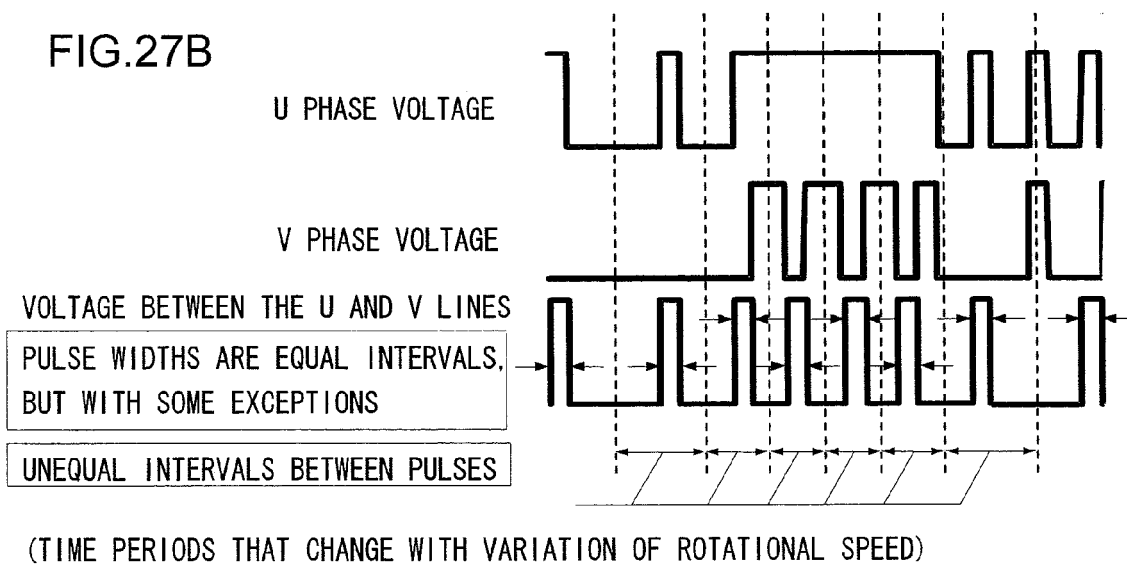 FIG.27B
U PHASE VOLTAGE
V PHASE VOLTAGE
VOLTAGE BETWEEN THE U AND V LINES
PULSE WIDTHS ARE EQUAL INTERVALS,
BUT WITH SOME EXCEPTIONS
UNEQUAL INTERVALS BETWEEN PULSES
(TIME PERIODS THAT CHANGE WITH VARIATION OF ROTATIONAL SPEED)